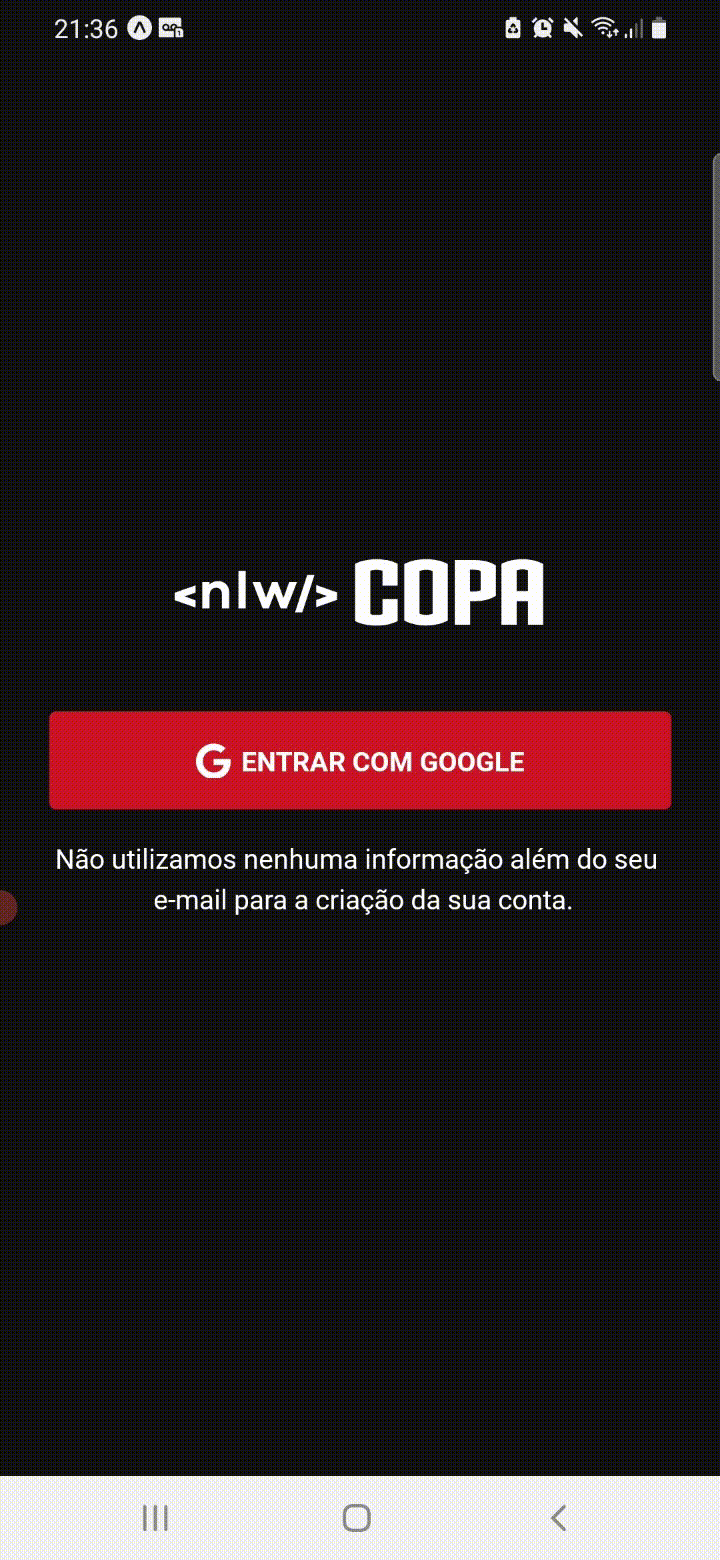 21:36
<nlw/> COPA
G ENTRAR COM GOOGLE
Não utilizamos nenhuma informação além do seu
e-mail para a criação da sua conta.